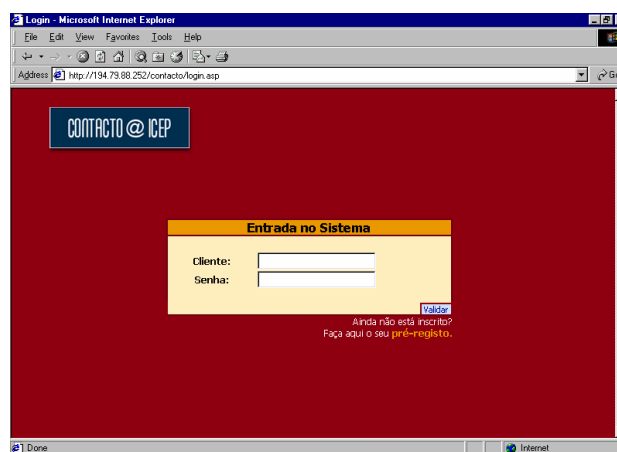 Login - Microsoft Internet Explorer
File Edit View Favorites Tools Help
Address http://194.79.88.252/contacto/login.asp
CONTACTO @ ICEP
Entrada no Sistema
Cliente:
Senha:
Validar
Ainda não está inscrito?
Faça aqui o seu pré-registo.
Done Internet